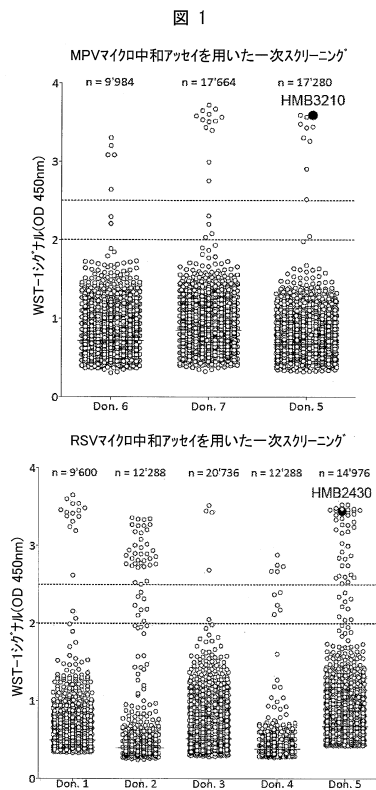 図 1
MPVマイクロ中和アッセイを用いた一次スクリーニング
n = 9'984 n = 17'664 n = 17'280
HMB3210
WST-1シグナル(OD 450nm)
4
3
2
1
0
Don. 6 Don. 7 Don. 5
RSVマイクロ中和アッセイを用いた一次スクリーニング
n = 9'600 n = 12'288 n = 20'736 n = 12'288 n = 14'976
HMB2430
WST-1シグナル(OD 450nm)
4
3
2
1
0
Don. 1 Don. 2 Don. 3 Don. 4 Don. 5